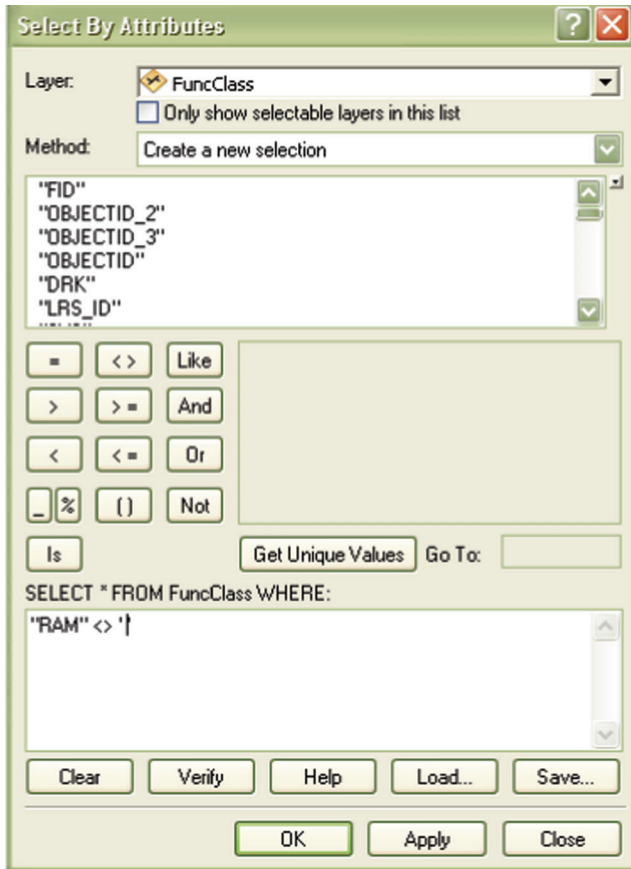 Select By Attributes
Layer: FuncClass
Only show selectable layers in this list
Method: Create a new selection
"FID"
"OBJECTID_2"
"OBJECTID_3"
"OBJECTID"
"DRK"
"LRS_ID"
= <> Like
> >= And
< <= Or
_ % () Not
Is Get Unique Values Go To:
SELECT * FROM FuncClass WHERE:
"RAM" <> '
Clear Verify Help Load... Save...
OK Apply Close